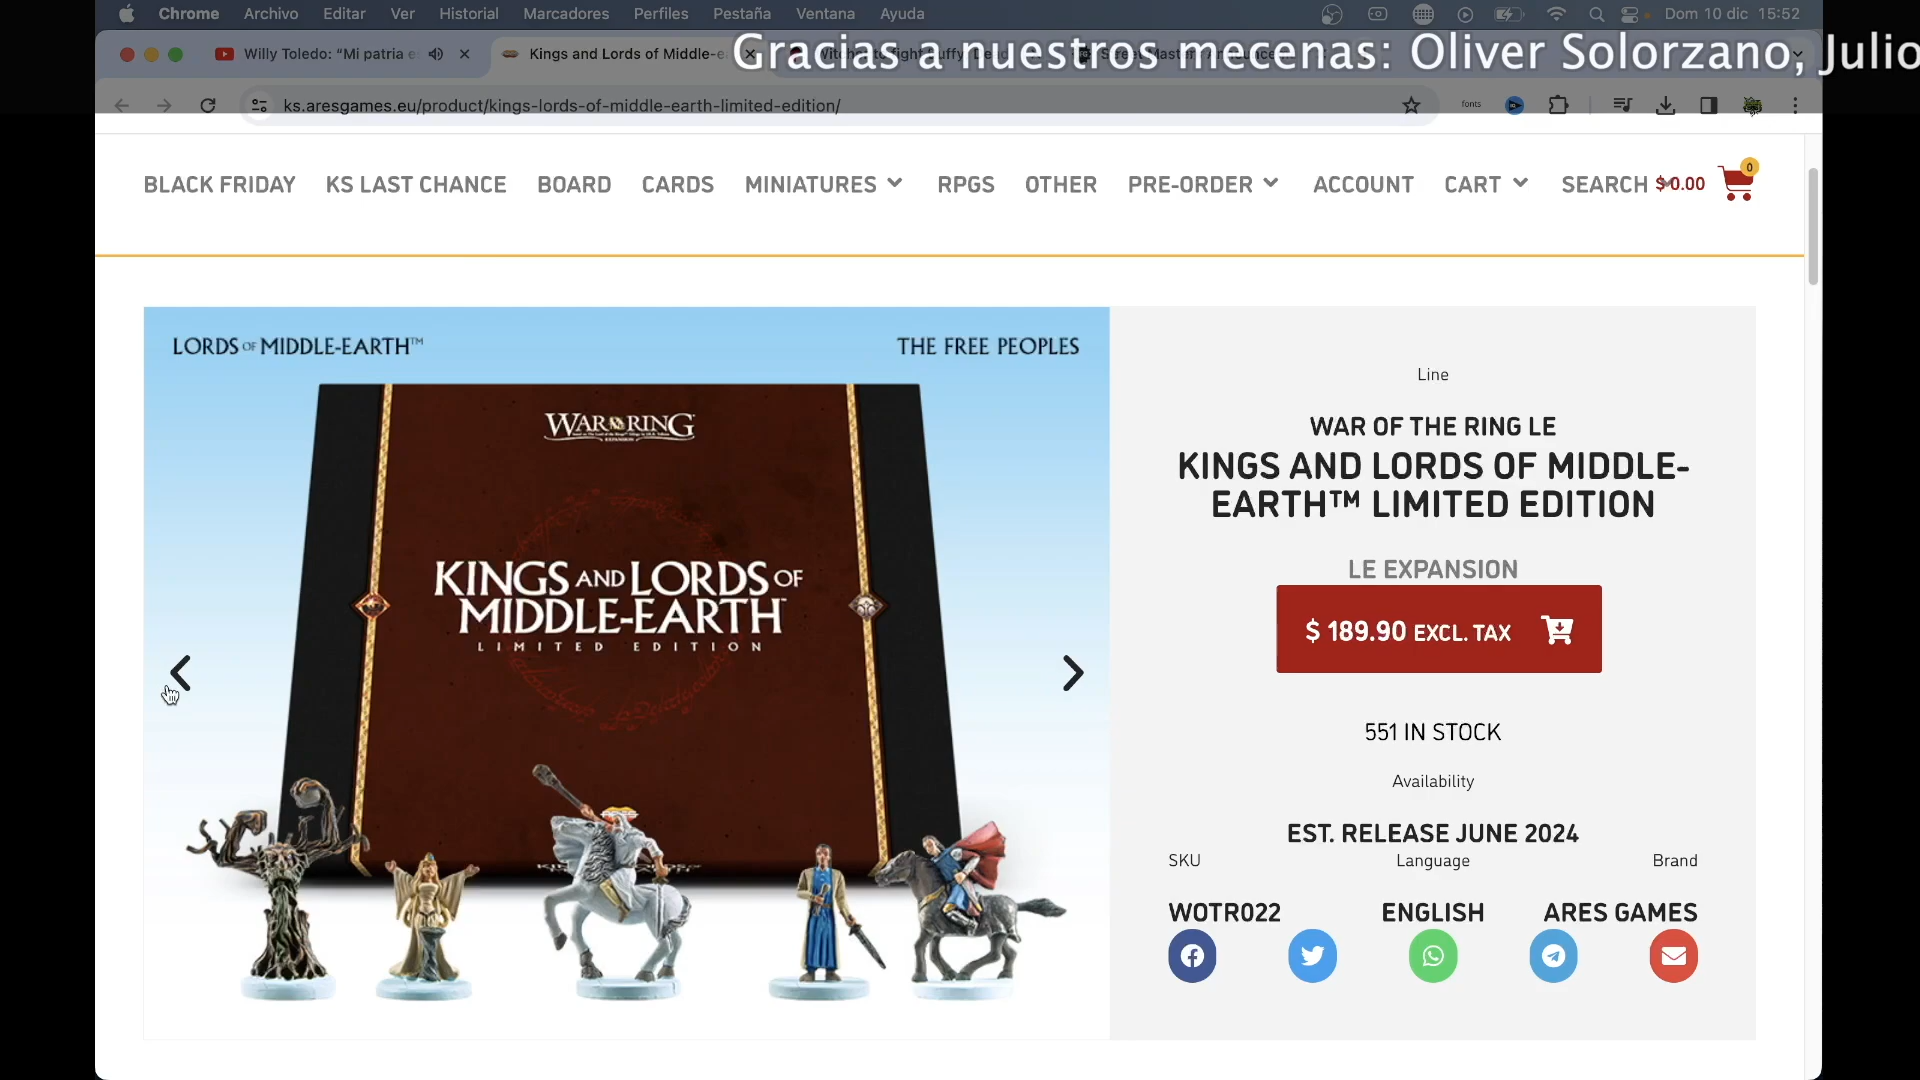 Chrome Archivo Editar Ver Historial Marcadores Perfiles Pestaña Ventana Ayuda Dom 10 dic 15:52
Willy Toledo: “Mi patria e Kings and Lords of Middle-e
Gracias a nuestros mecenas: Oliver Solorzano, Julio
ks.aresgames.eu/product/kings-lords-of-middle-earth-limited-edition/ fonts
BLACK FRIDAY KS LAST CHANCE BOARD CARDS MINIATURES RPGS OTHER PRE-ORDER ACCOUNT CART SEARCH $0.00 0
LORDS OF MIDDLE-EARTH™ THE FREE PEOPLES
WAR OF THE RING
EXPANSION
KINGS AND LORDS OF
MIDDLE-EARTH™
LIMITED EDITION
Line
WAR OF THE RING LE
KINGS AND LORDS OF MIDDLE-
EARTH™ LIMITED EDITION
LE EXPANSION
$ 189.90 EXCL. TAX
551 IN STOCK
Availability
EST. RELEASE JUNE 2024
SKU Language Brand
WOTR022 ENGLISH ARES GAMES